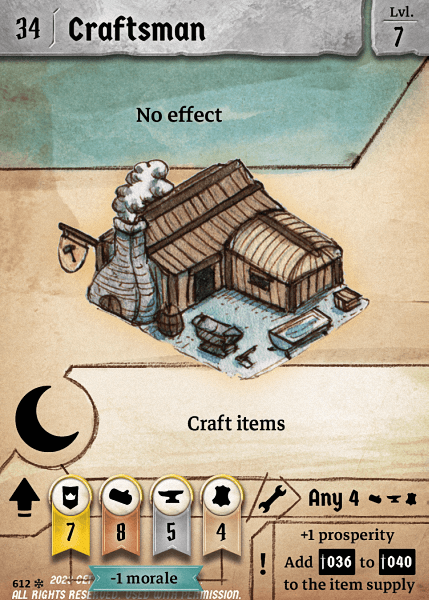 34 Craftsman
Lvl.
7
No effect
Craft items
7 8 5 4
Any 4
-1 morale
+1 prosperity
Add 036 to 040
to the item supply
!
612
ALL RIGHTS